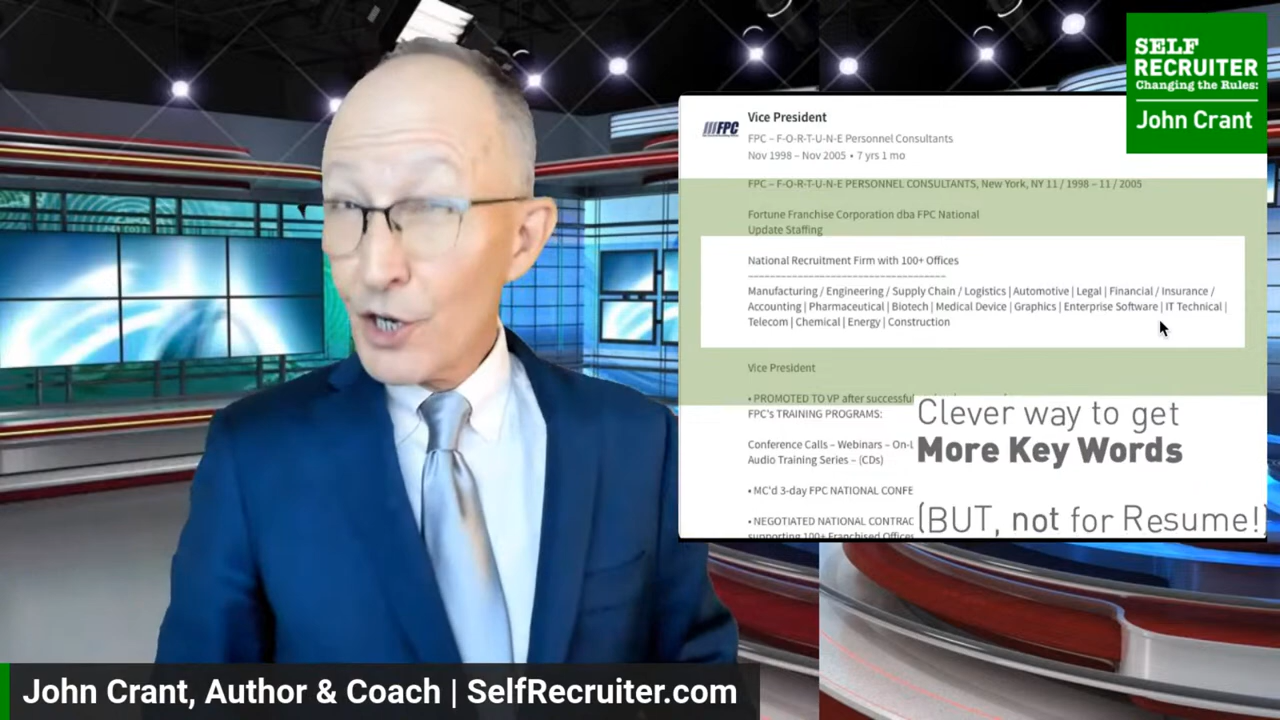 SELF
RECRUITER
Changing the Rules:
John Crant
FPC
Vice President
FPC – F-O-R-T-U-N-E Personnel Consultants
Nov 1998 – Nov 2005 • 7 yrs 1 mo
FPC – F-O-R-T-U-N-E PERSONNEL CONSULTANTS, New York, NY 11 / 1998 – 11 / 2005
Fortune Franchise Corporation dba FPC National
Update Staffing
National Recruitment Firm with 100+ Offices
Manufacturing / Engineering / Supply Chain / Logistics | Automotive | Legal | Financial / Insurance /
Accounting | Pharmaceutical | Biotech | Medical Device | Graphics | Enterprise Software | IT Technical |
Telecom | Chemical | Energy | Construction
Vice President
• PROMOTED TO VP after successful
FPC's TRAINING PROGRAMS:
Conference Calls – Webinars – On-L
Audio Training Series – (CDs)
• MC'd 3-day FPC NATIONAL CONFE
• NEGOTIATED NATIONAL CONTRAC
supporting 100+ Franchised Offices
Clever way to get
More Key Words
(BUT, not for Resume!)
John Crant, Author & Coach | SelfRecruiter.com